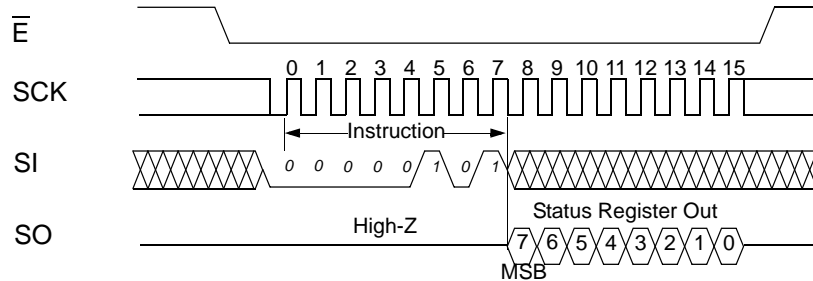 E
SCK
0 1 2 3 4 5 6 7 8 9 10 11 12 13 14 15
Instruction
SI
0 0 0 0 0 1 0 1
SO
High-Z
Status Register Out
7 6 5 4 3 2 1 0
MSB